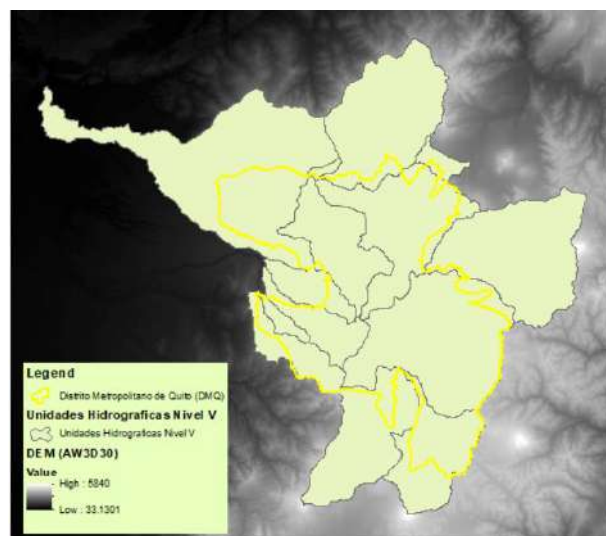 Legend
Distrito Metropolitano de Quito (DMQ)
Unidades Hidrograficas Nivel V
Unidades Hidrograficas Nivel V
DEM (AW3D30)
Value
High : 5840
Low : 33.1301